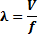 λ = V/f